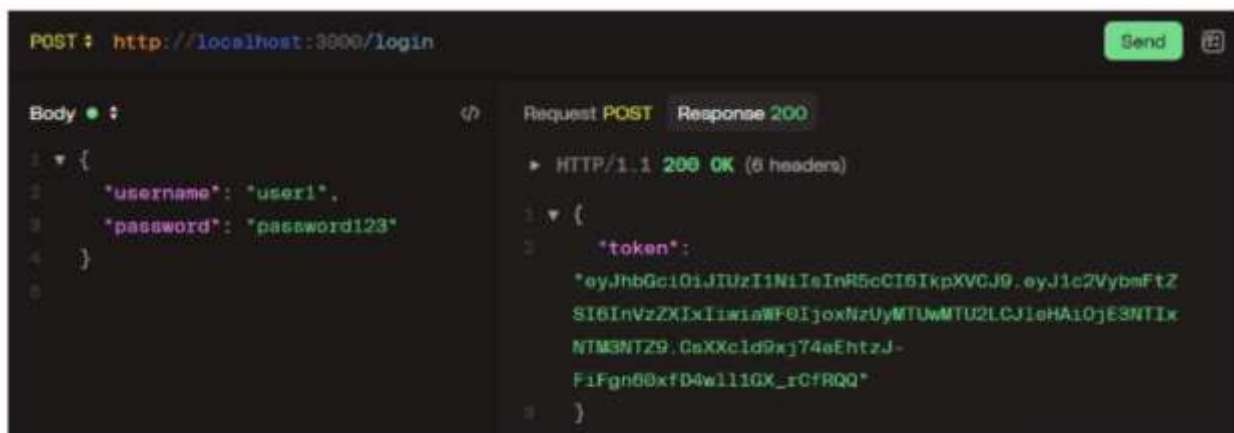 POST http://localhost:3000/login
Send
Body
Request POST Response 200
1 {
2 "username": "user1",
3 "password": "password123"
4 }
5
HTTP/1.1 200 OK (6 headers)
1 {
2 "token":
"eyJhbGciOiJIUzI1NiIsInR5cCI6IkpXVCJ9.eyJ1c2VybmFtZ
SI6InVzZXIxIiwiaWF0IjoxNzUyMTUwMTU2LCJleHAiOjE3NTIx
NTM3NTZ9.CsXXcld9xj74aEhtzJ-
FiFgn60xfD4wll1GX_rCfRQQ"
3 }